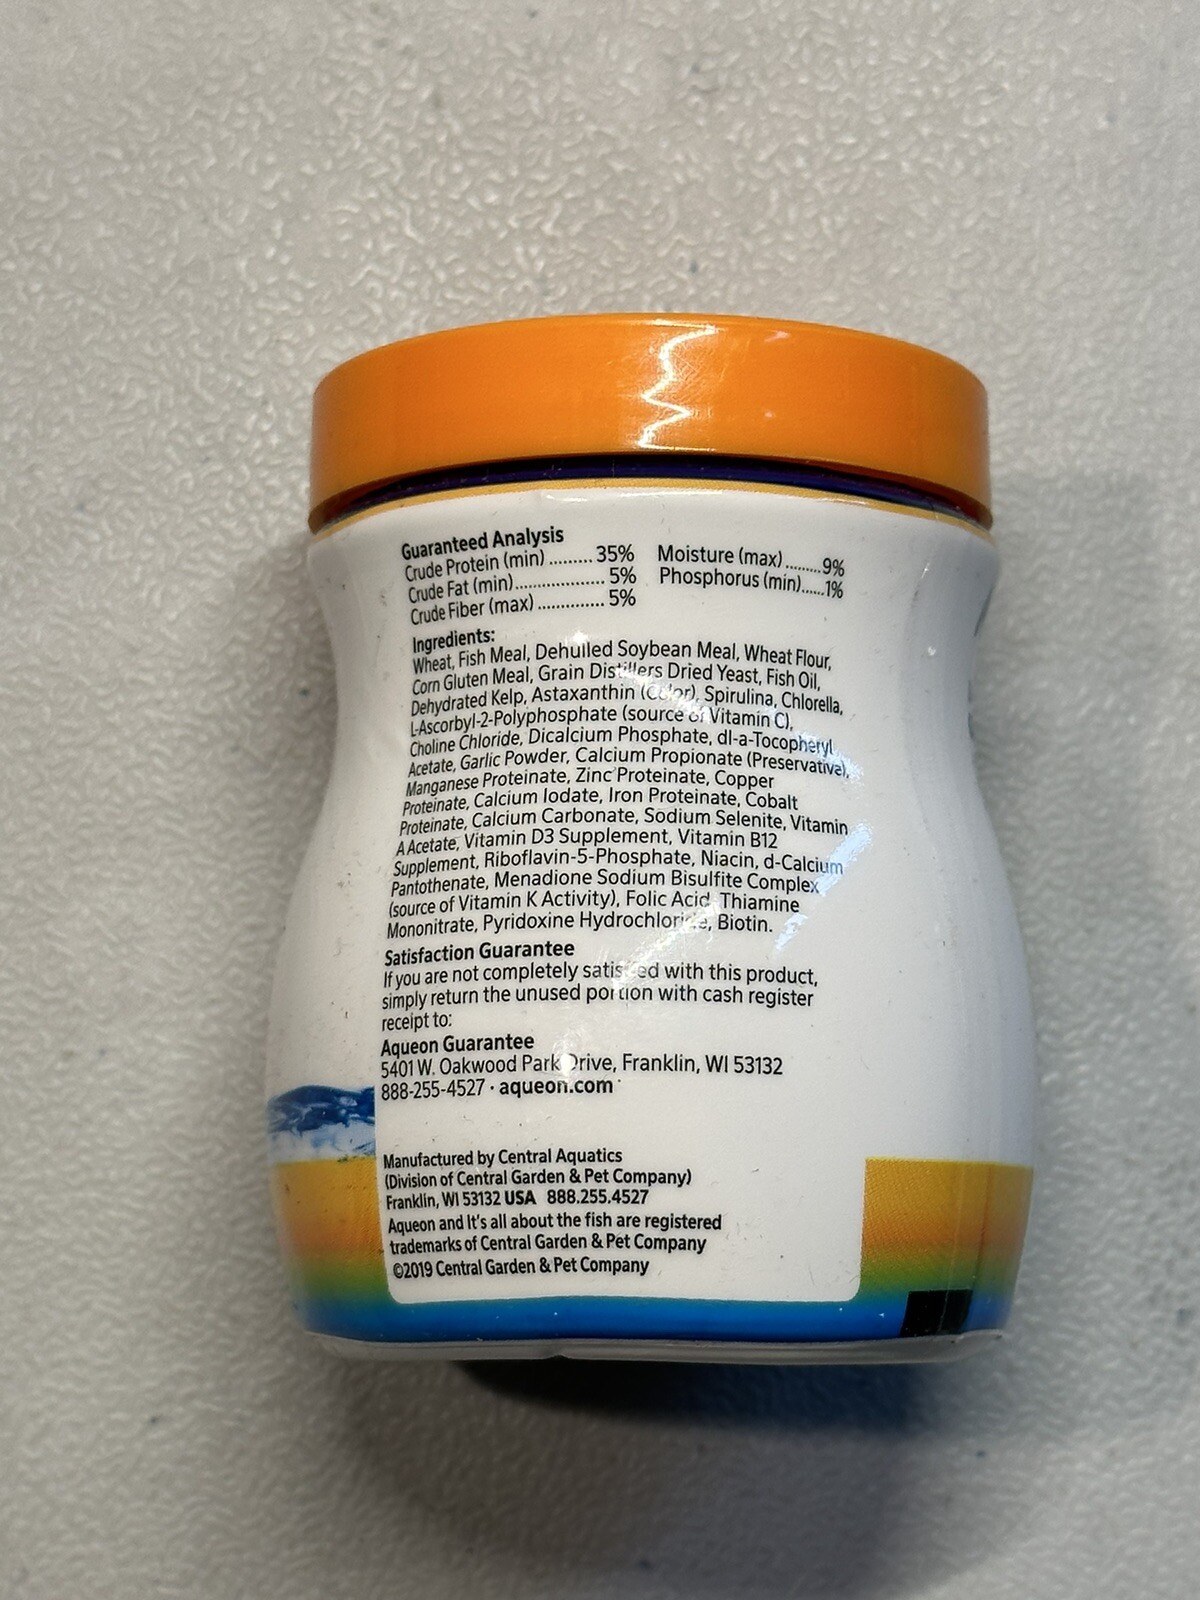 Guaranteed Analysis
Crude Protein (min) ......... 35%
Crude Fat (min).................... 5%
Crude Fiber (max) .............. 5%
Moisture (max) ........9%
Phosphorus (min)......1%
Ingredients:
Wheat, Fish Meal, Dehulled Soybean Meal, Wheat Flour,
Corn Gluten Meal, Grain Distillers Dried Yeast, Fish Oil,
Dehydrated Kelp, Astaxanthin (Color), Spirulina, Chlorella,
L-Ascorbyl-2-Polyphosphate (source of Vitamin C),
Choline Chloride, Dicalcium Phosphate, dl-a-Tocopheryl
Acetate, Garlic Powder, Calcium Propionate (Preservative),
Manganese Proteinate, Zinc Proteinate, Copper
Proteinate, Calcium Iodate, Iron Proteinate, Cobalt
Proteinate, Calcium Carbonate, Sodium Selenite, Vitamin
A Acetate, Vitamin D3 Supplement, Vitamin B12
Supplement, Riboflavin-5-Phosphate, Niacin, d-Calcium
Pantothenate, Menadione Sodium Bisulfite Complex
(source of Vitamin K Activity), Folic Acid, Thiamine
Mononitrate, Pyridoxine Hydrochloride, Biotin.
Satisfaction Guarantee
If you are not completely satisfied with this product,
simply return the unused portion with cash register
receipt to:
Aqueon Guarantee
5401 W. Oakwood Park Drive, Franklin, WI 53132
888-255-4527 · aqueon.com
Manufactured by Central Aquatics
(Division of Central Garden & Pet Company)
Franklin, WI 53132 USA 888.255.4527
Aqueon and It's all about the fish are registered
trademarks of Central Garden & Pet Company
©2019 Central Garden & Pet Company